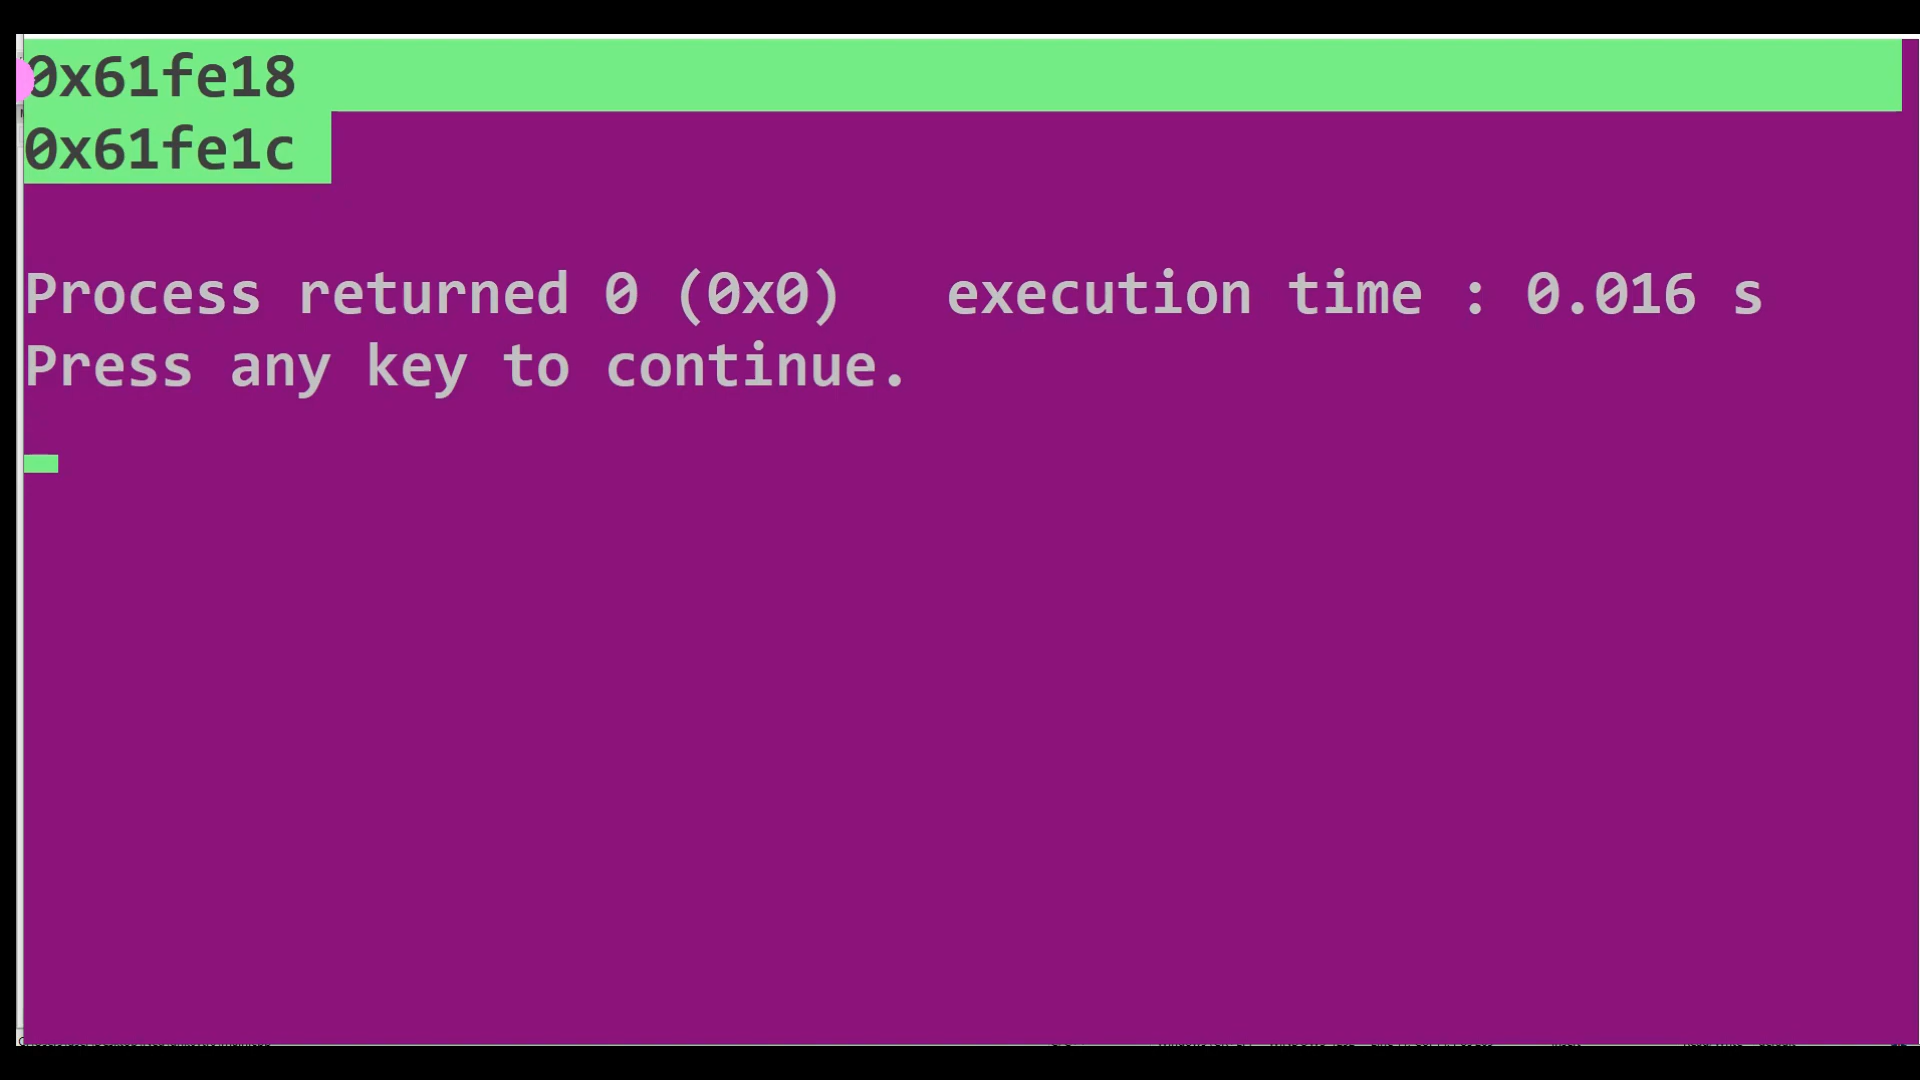 0x61fe18
0x61fe1c
Process returned 0 (0x0)   execution time : 0.016 s
Press any key to continue.